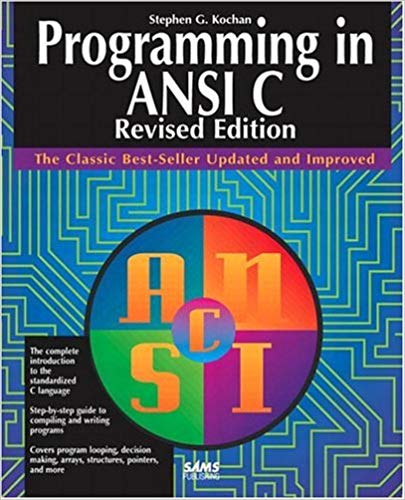 Stephen G. Kochan
Programming in
ANSI C
Revised Edition
The Classic Best-Seller Updated and Improved
A N
C
S I
The complete
introduction
to the
standardized
C language
Step-by-step guide to
compiling and writing
programs
Covers program looping, decision
making, arrays, structures, pointers,
and more
SAMS
PUBLISHING